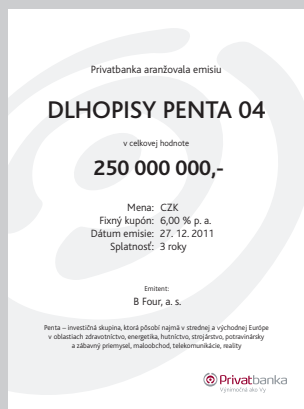 Privatbanka aranžovala emisiu
DLHOPISY PENTA 04
v celkovej hodnote
250 000 000,-
Mena: CZK
Fixný kupón: 6,00 % p. a.
Dátum emisie: 27. 12. 2011
Splatnosť: 3 roky
Emitent:
B Four, a. s.
Penta – investičná skupina, ktorá pôsobí najmä v strednej a východnej Európe
v oblastiach zdravotníctvo, energetika, hutníctvo, strojárstvo, potravinársky
a zábavný priemysel, maloobchod, telekomunikácie, reality
Privatbanka
Výnimočná ako Vy